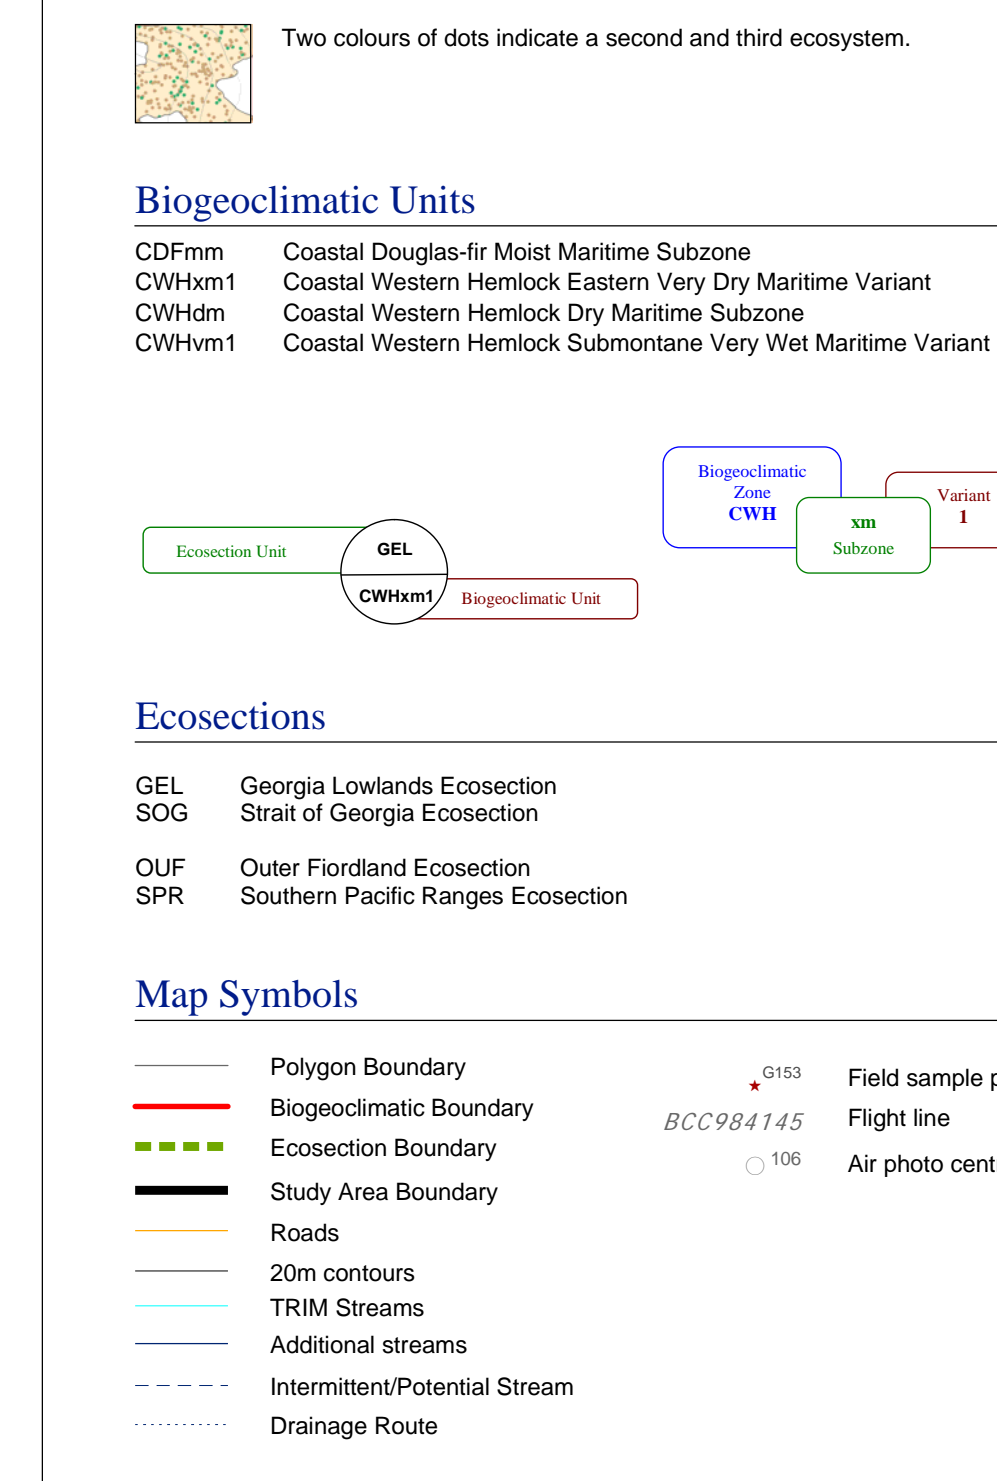 Two colours of dots indicate a second and third ecosystem.
Biogeoclimatic Units
CDFmm Coastal Douglas-fir Moist Maritime Subzone
CWHxm1 Coastal Western Hemlock Eastern Very Dry Maritime Variant
CWHdm Coastal Western Hemlock Dry Maritime Subzone
CWHvm1 Coastal Western Hemlock Submontane Very Wet Maritime Variant
Biogeoclimatic
Zone
CWH
xm
Subzone
Variant
1
Ecosection Unit
GEL
CWHxm1
Biogeoclimatic Unit
Ecosections
GEL Georgia Lowlands Ecosection
SOG Strait of Georgia Ecosection
OUF Outer Fiordland Ecosection
SPR Southern Pacific Ranges Ecosection
Map Symbols
Polygon Boundary
Biogeoclimatic Boundary
Ecosection Boundary
Study Area Boundary
Roads
20m contours
TRIM Streams
Additional streams
Intermittent/Potential Stream
Drainage Route
G153 Field sample
BCC984145 Flight line
106 Air photo